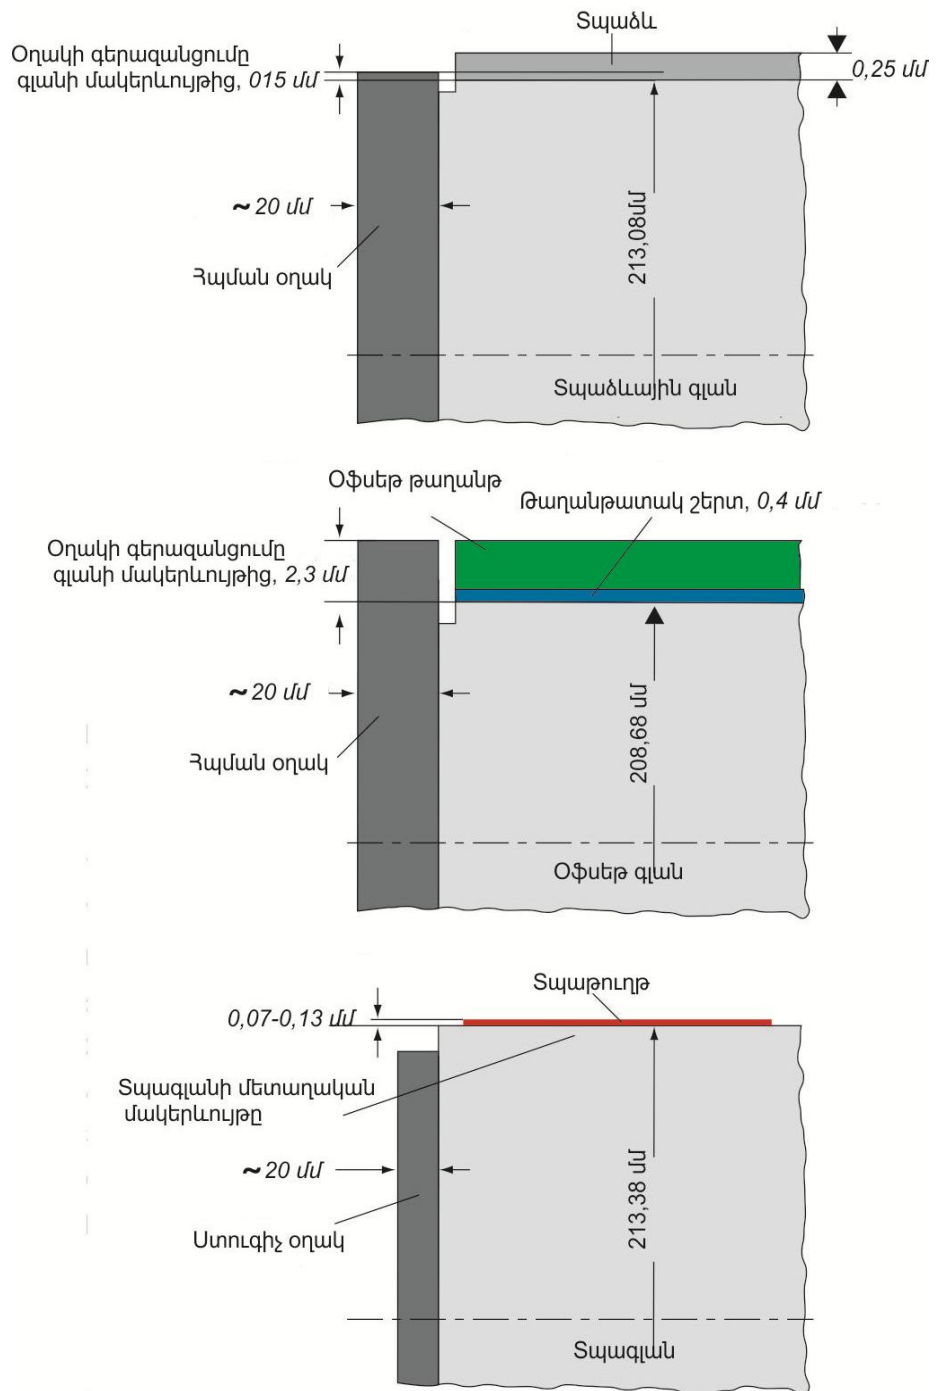 Տպաձև
Օղակի գերազանցումը
գլանի մակերևույթից, 015 մմ
0,25 մմ
~ 20 մմ
213,08մմ
Հպման օղակ
Տպաձևային գլան
Օֆսեթ թաղանթ
Թաղանթատակ շերտ, 0,4 մմ
Օղակի գերազանցումը
գլանի մակերևույթից, 2,3 մմ
~ 20 մմ
208,68 մմ
Հպման օղակ
Օֆսեթ գլան
Տպաթուղթ
0,07-0,13 մմ
Տպագլանի մետաղական
մակերևույթը
~ 20 մմ
213,38 մմ
Ստուգիչ օղակ
Տպագլան